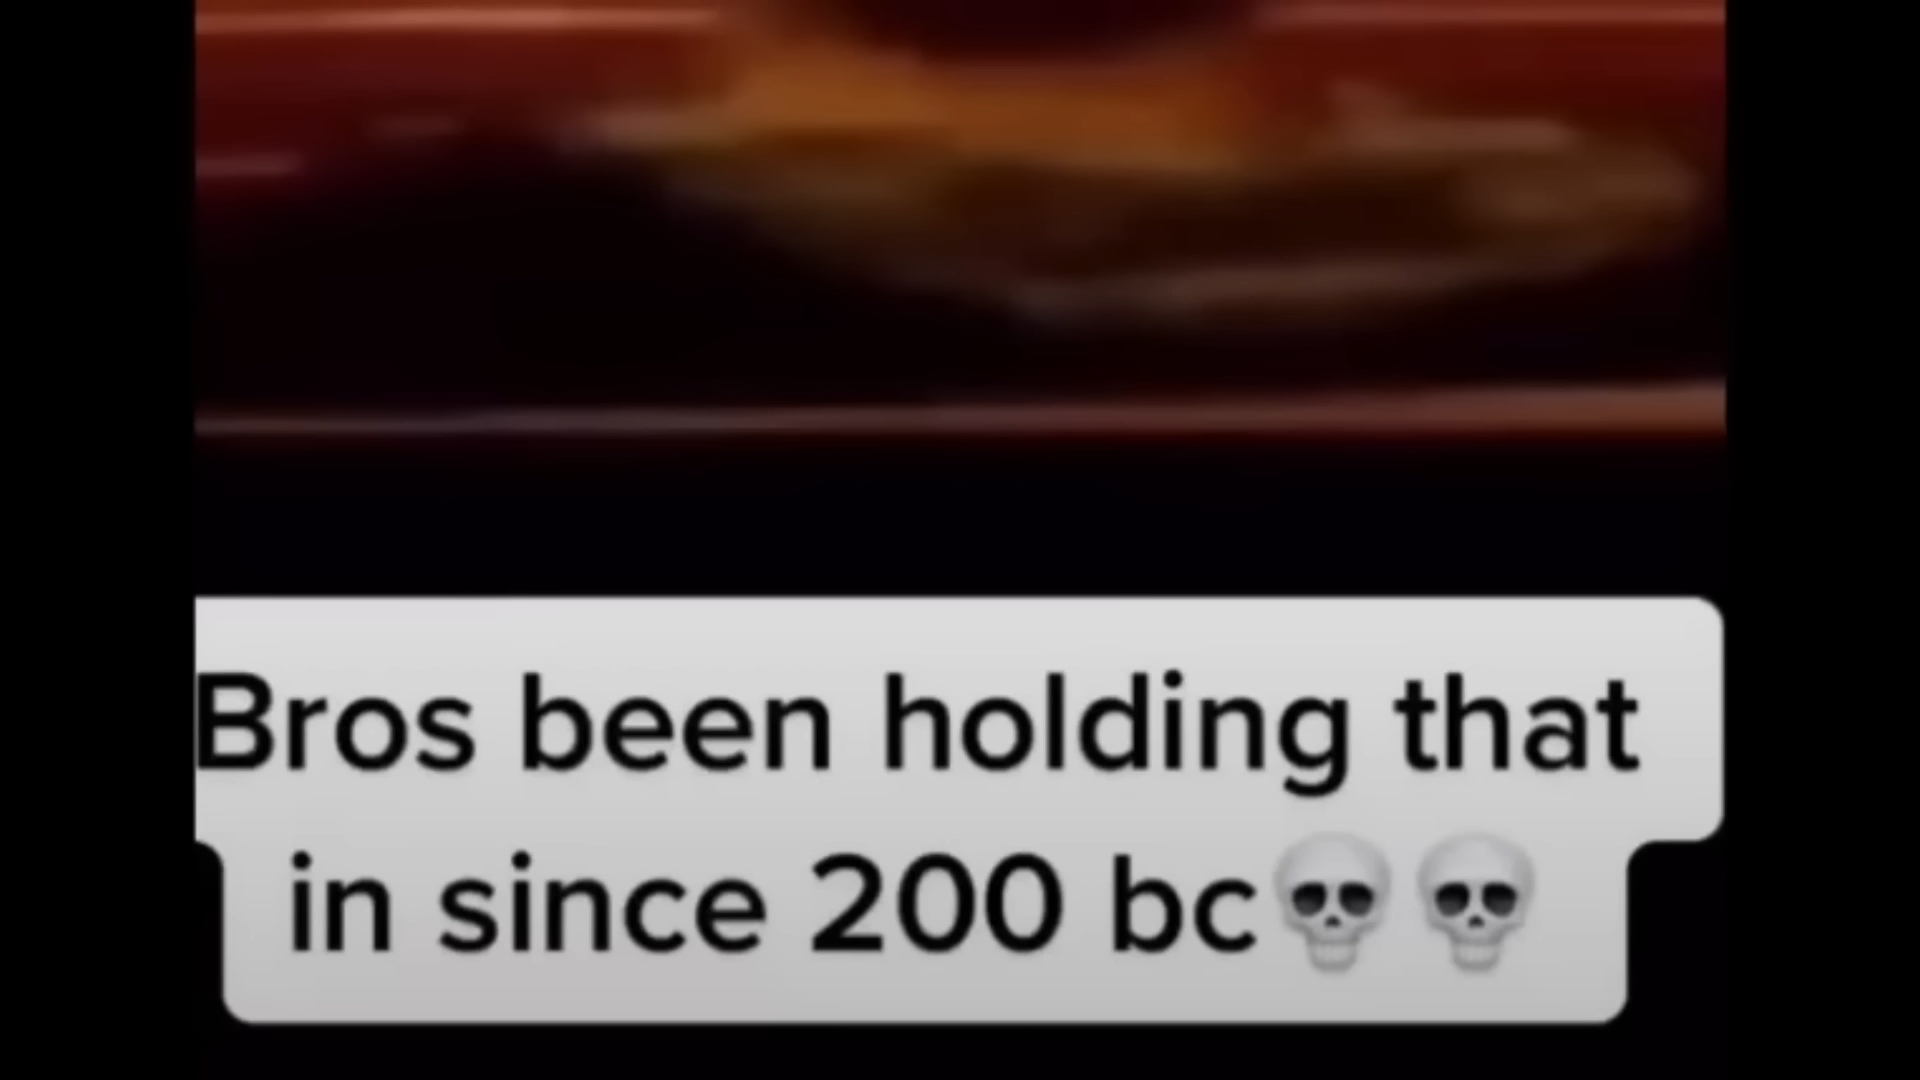 Bros been holding that
in since 200 bc💀💀